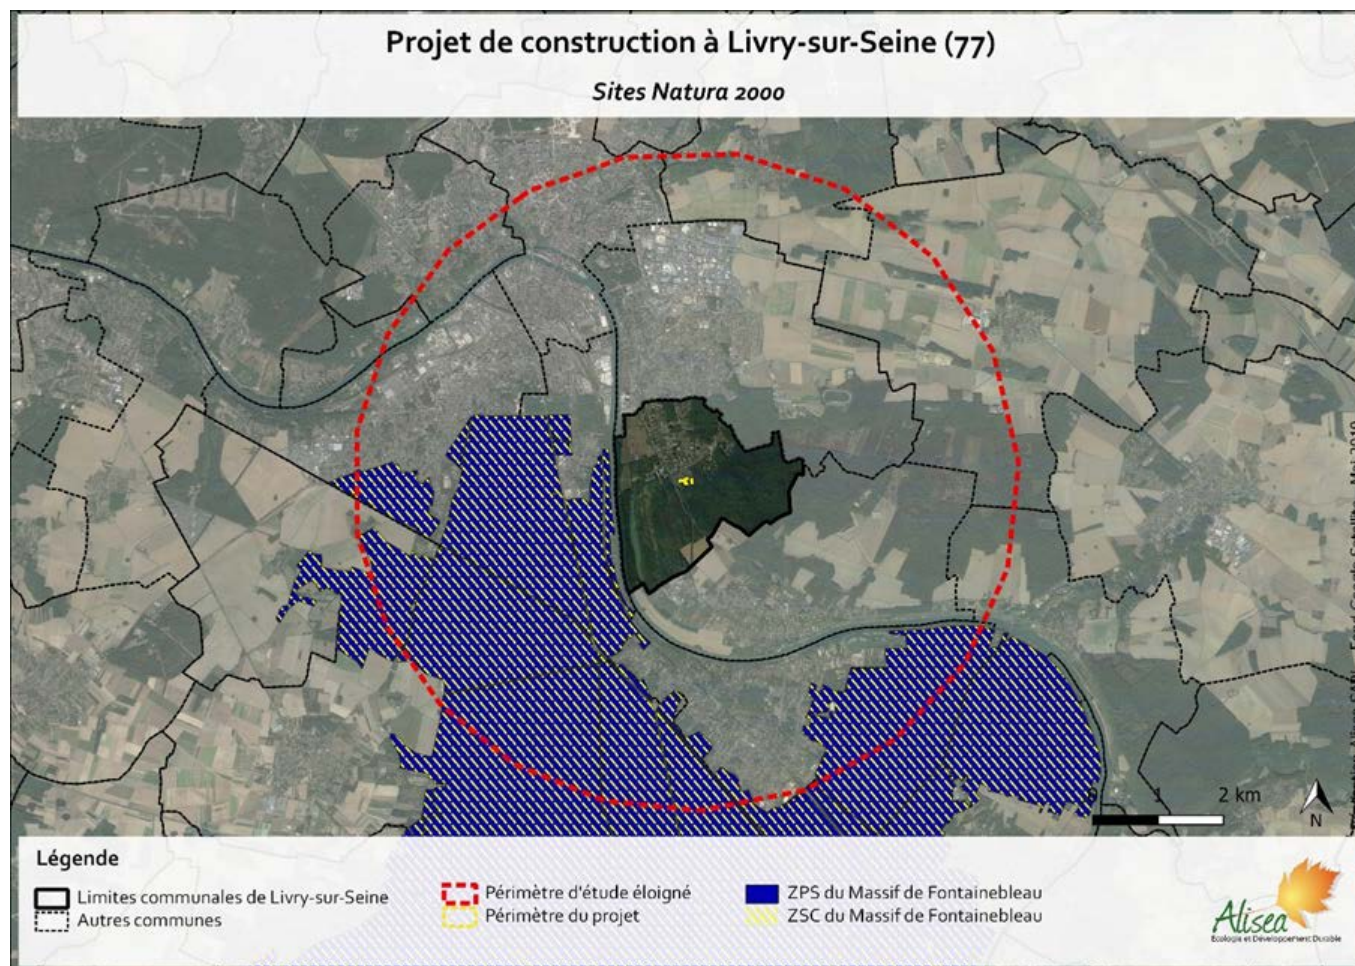 Projet de construction à Livry-sur-Seine (77)
Sites Natura 2000
1 2 km
N
Légende
Limites communales de Livry-sur-Seine
Autres communes
Périmètre d'étude éloigné
Périmètre du projet
ZPS du Massif de Fontainebleau
ZSC du Massif de Fontainebleau
Alisea
Ecologie et Développement Durable